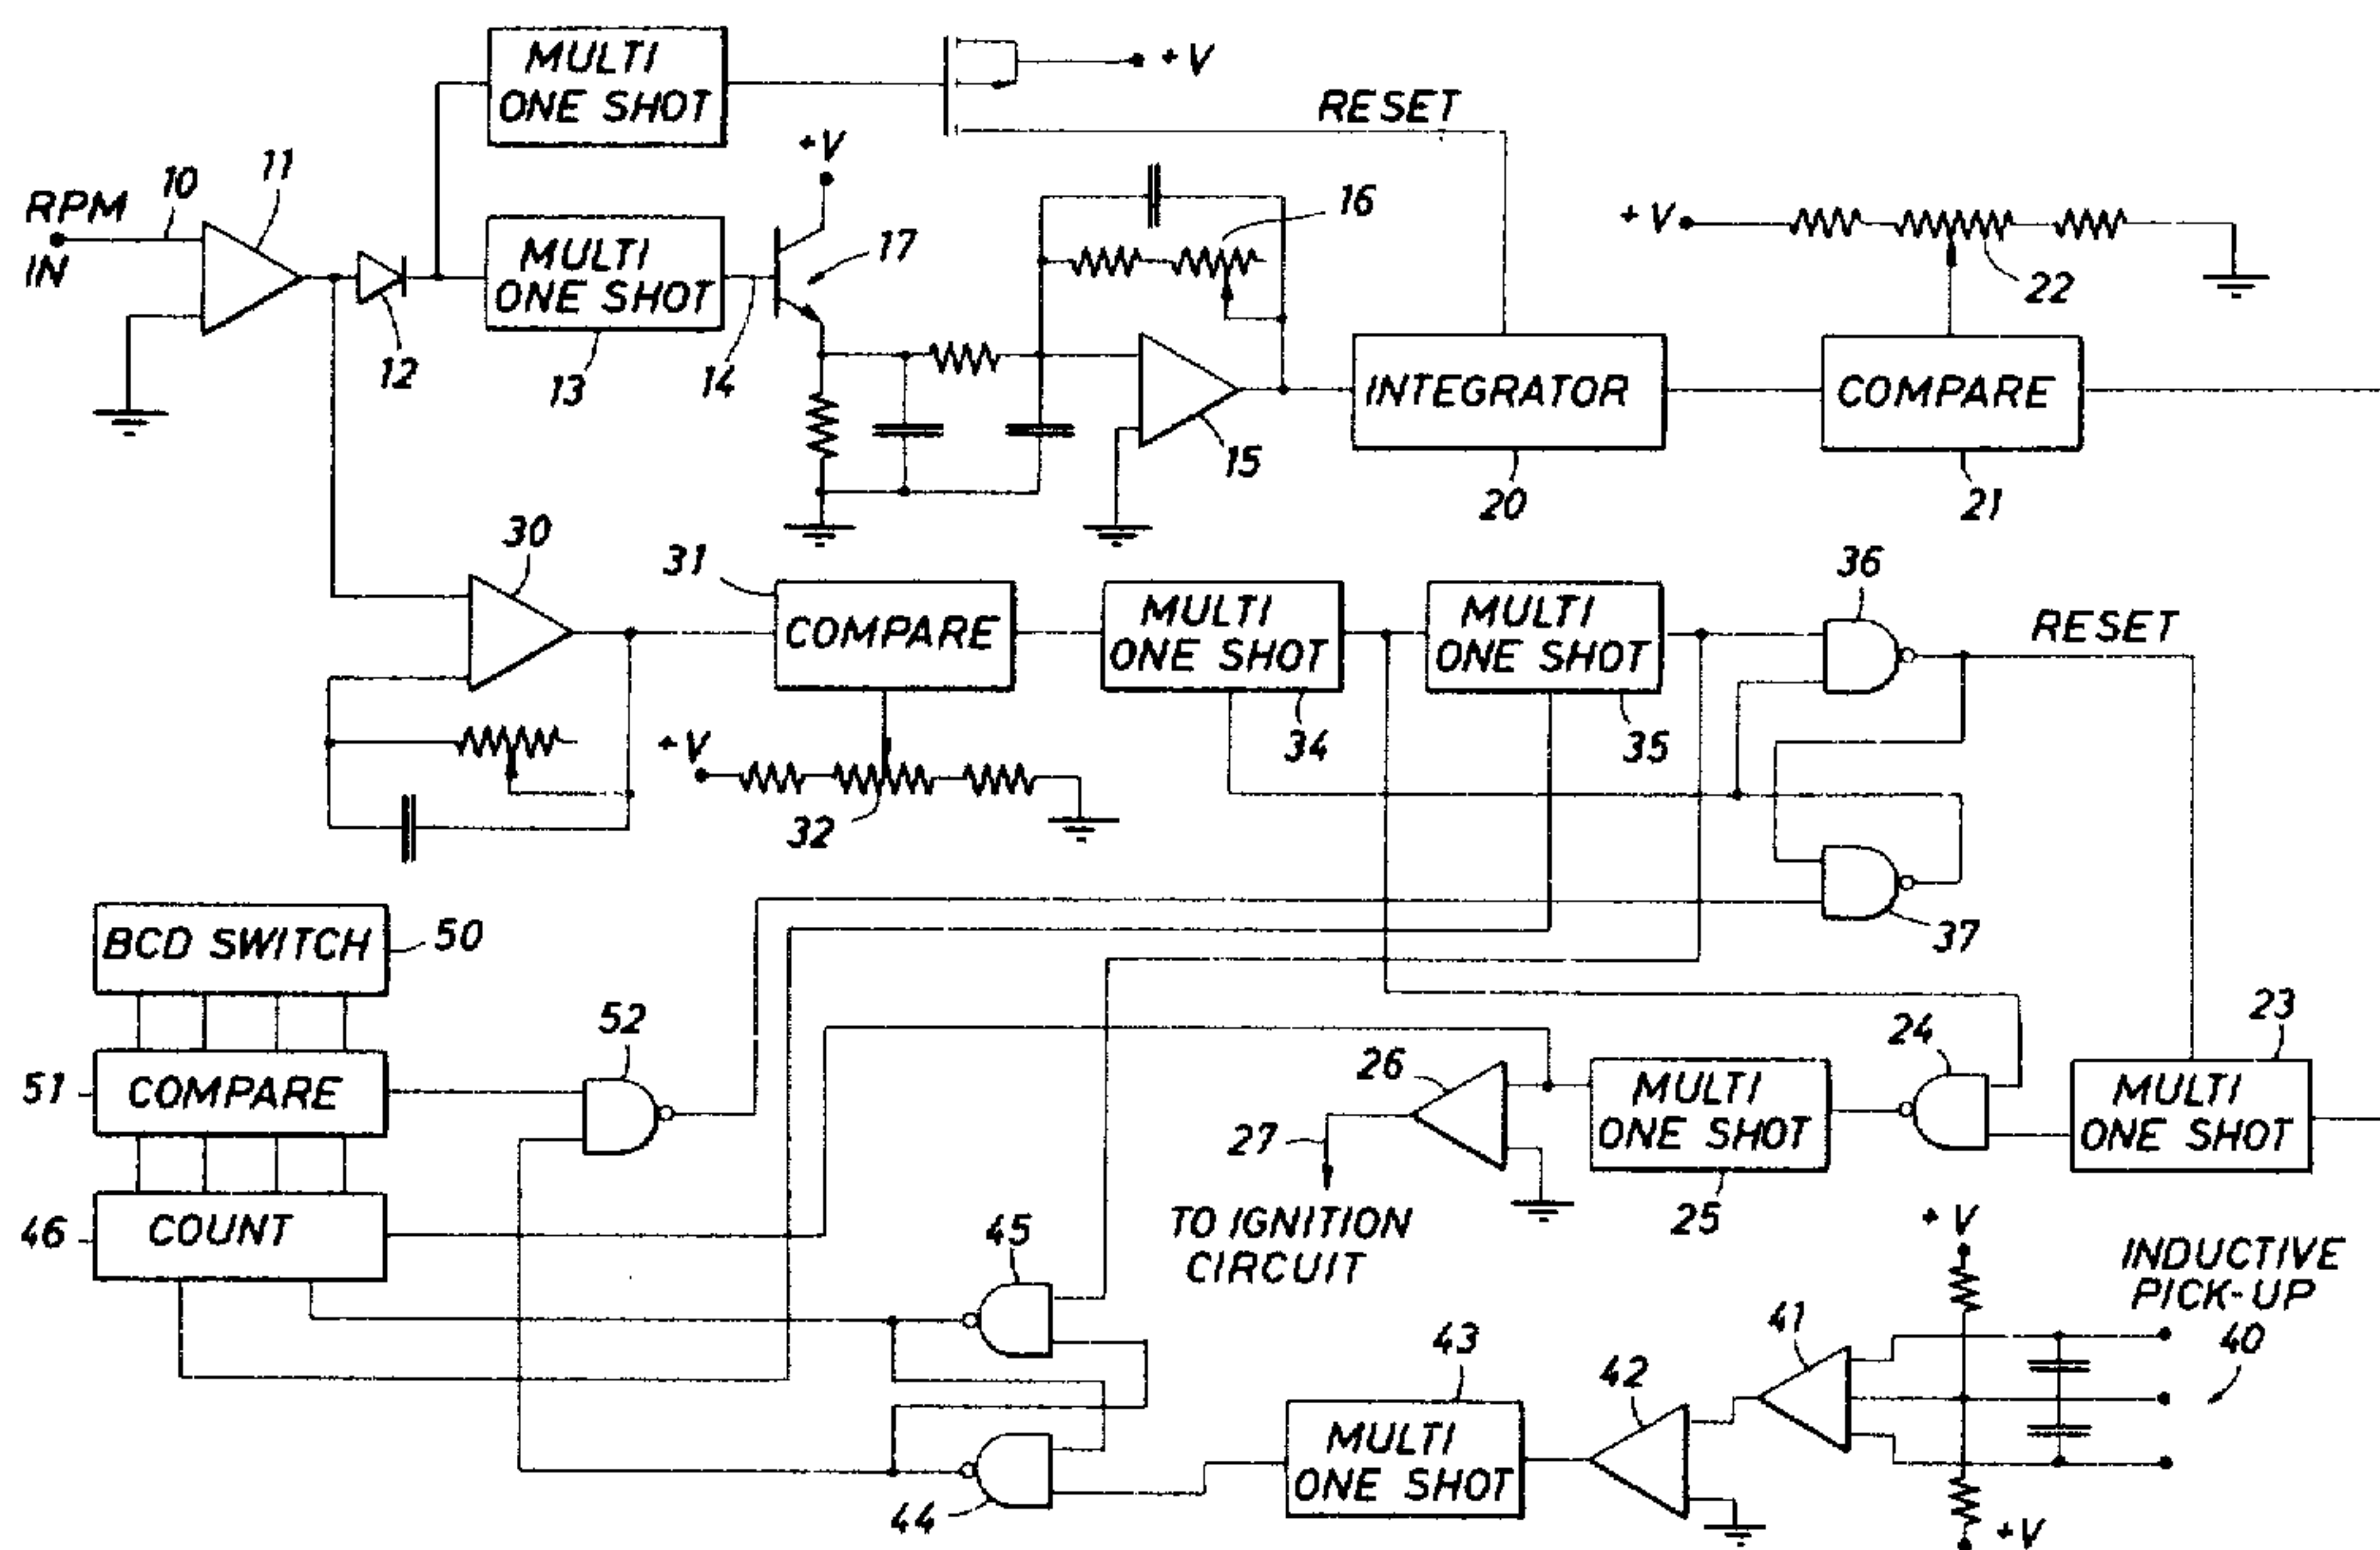 MULTI
ONE SHOT
+V
RESET
+V
10
11
RPM
IN
MULTI
ONE SHOT
12
13
14
17
16
15
INTEGRATOR
20
+V
22
COMPARE
21
30
31
COMPARE
+V
32
MULTI
ONE SHOT
34
MULTI
ONE SHOT
35
36
RESET
37
BCD SWITCH
50
51
COMPARE
52
46
COUNT
26
27
TO IGNITION
CIRCUIT
MULTI
ONE SHOT
25
24
23
MULTI
ONE SHOT
45
44
43
MULTI
ONE SHOT
42
41
+V
INDUCTIVE
PICK-UP
40
+V